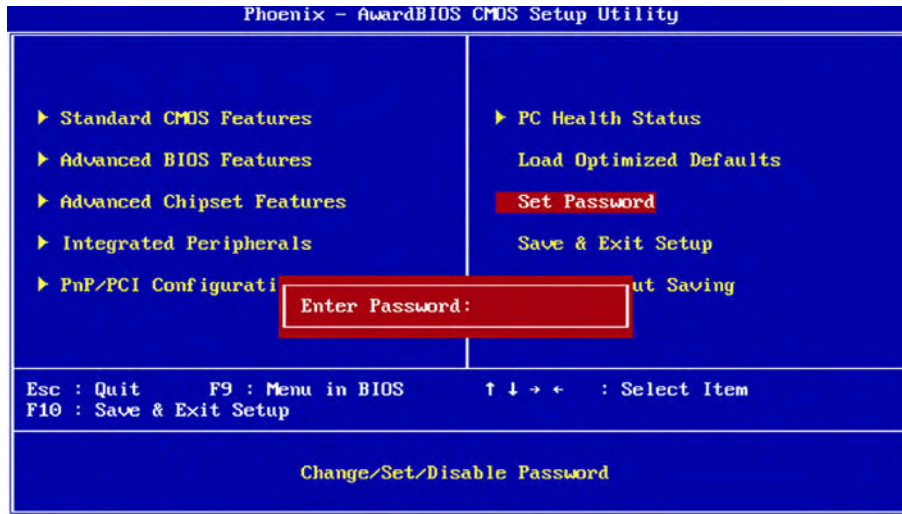 Phoenix - AwardBIOS CMOS Setup Utility
▶ Standard CMOS Features
▶ Advanced BIOS Features
▶ Advanced Chipset Features
▶ Integrated Peripherals
▶ PnP/PCI Configurati
▶ PC Health Status
Load Optimized Defaults
Set Password
Save & Exit Setup
ut Saving
Enter Password:
Esc : Quit F9 : Menu in BIOS ↑ ↓ → ← : Select Item
F10 : Save & Exit Setup
Change/Set/Disable Password